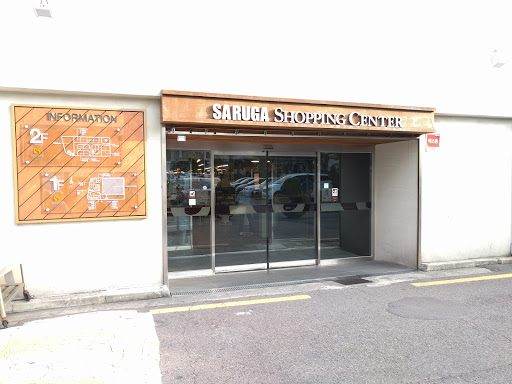 SARUGA SHOPPING CENTER
INFORMATION
2F
1F